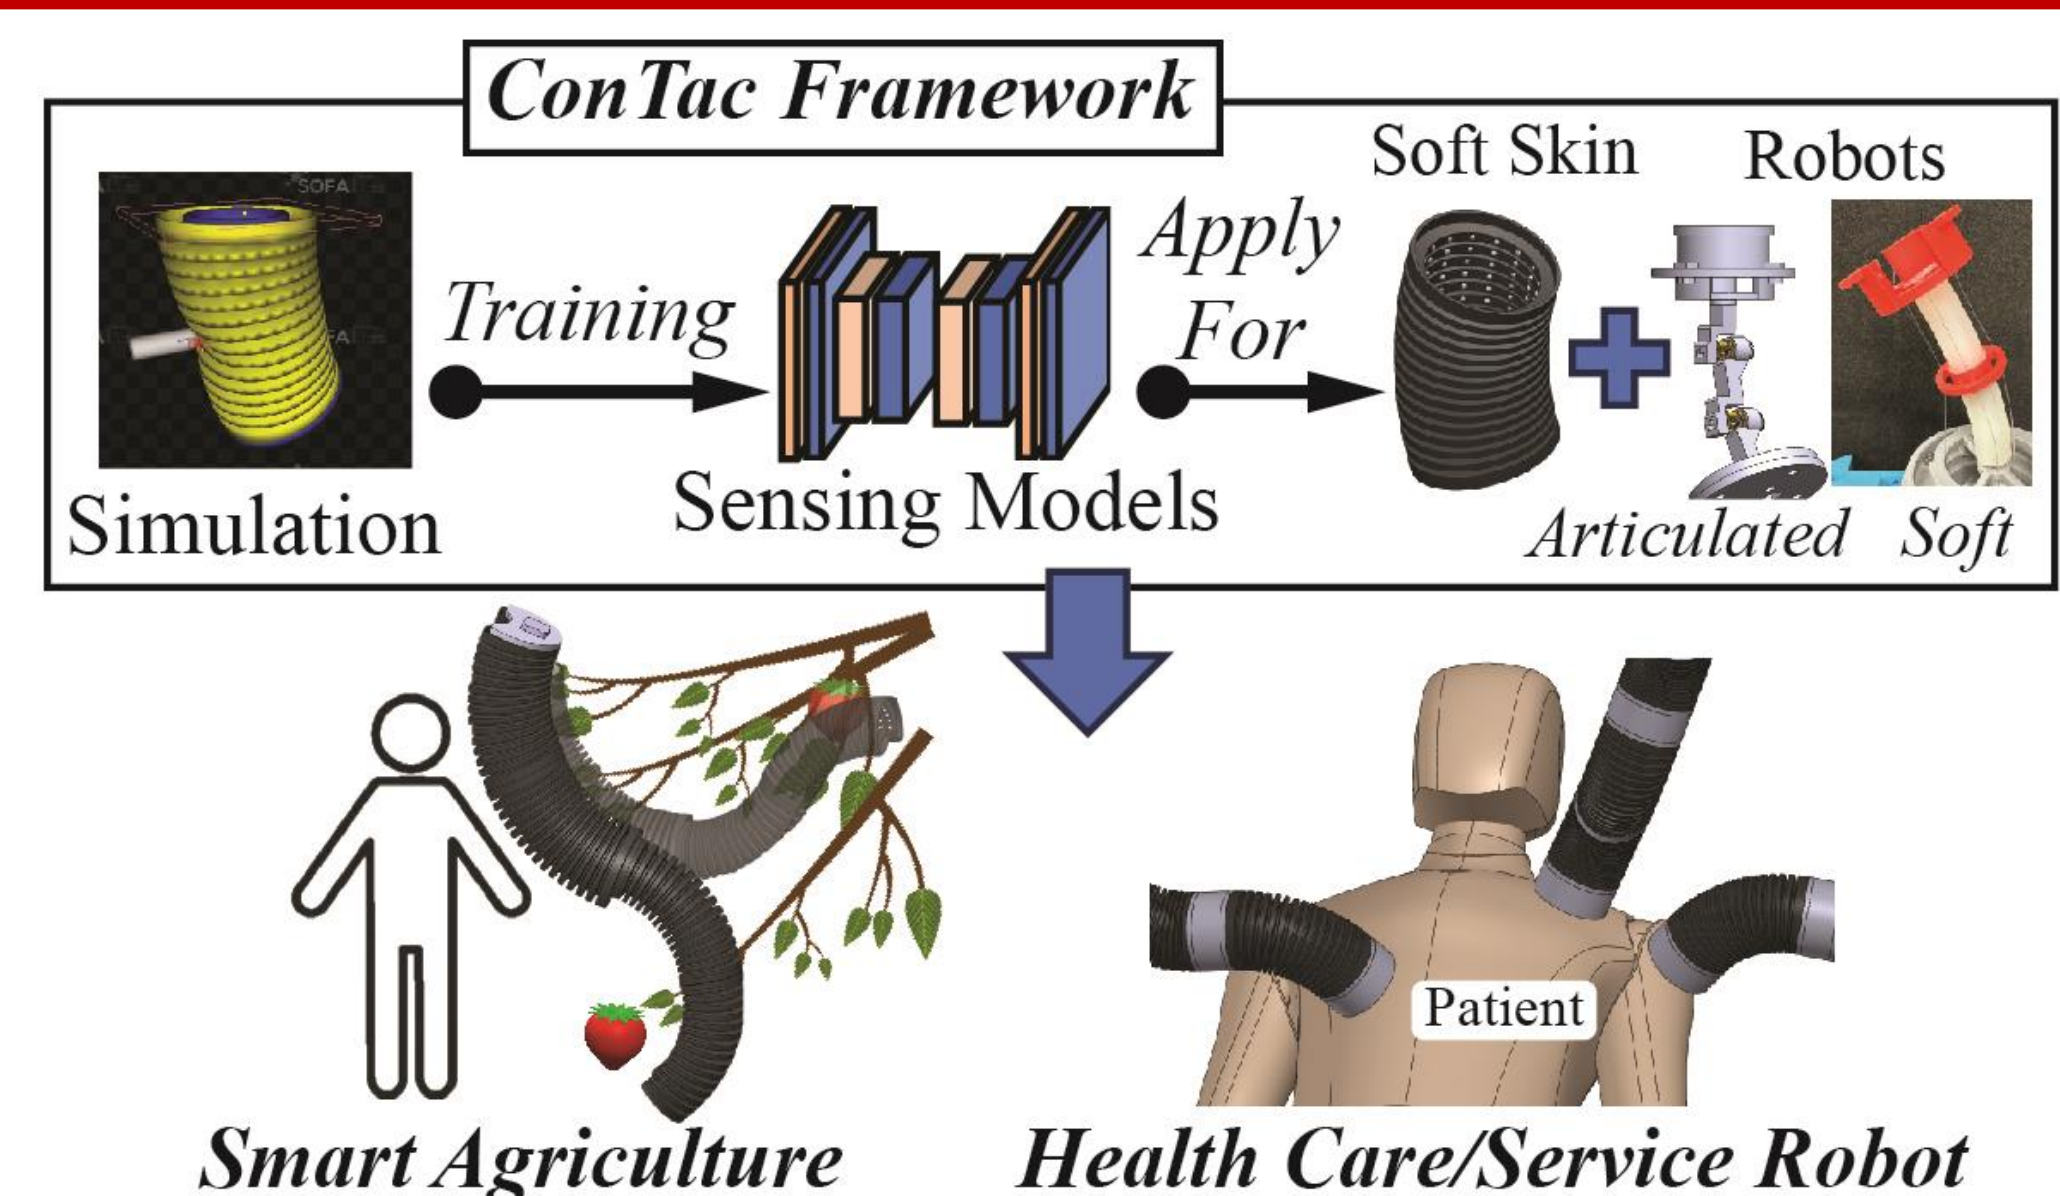 ConTac Framework
SOFA
Soft Skin
Robots
Training
Apply
For
Simulation
Sensing Models
Articulated
Soft
Patient
Smart Agriculture
Health Care/Service Robot